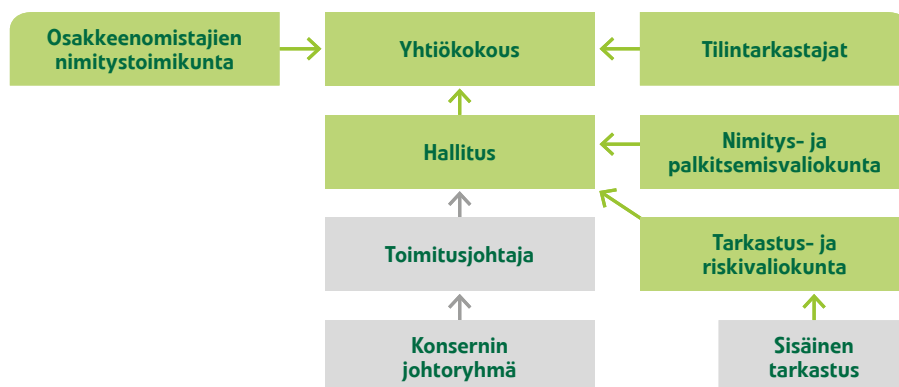 Osakkeenomistajien
nimitystoimikunta
Yhtiökokous
Tilintarkastajat
Hallitus
Nimitys- ja
palkitsemisvaliokunta
Toimitusjohtaja
Tarkastus- ja
riskivaliokunta
Konsernin
johtoryhmä
Sisäinen
tarkastus